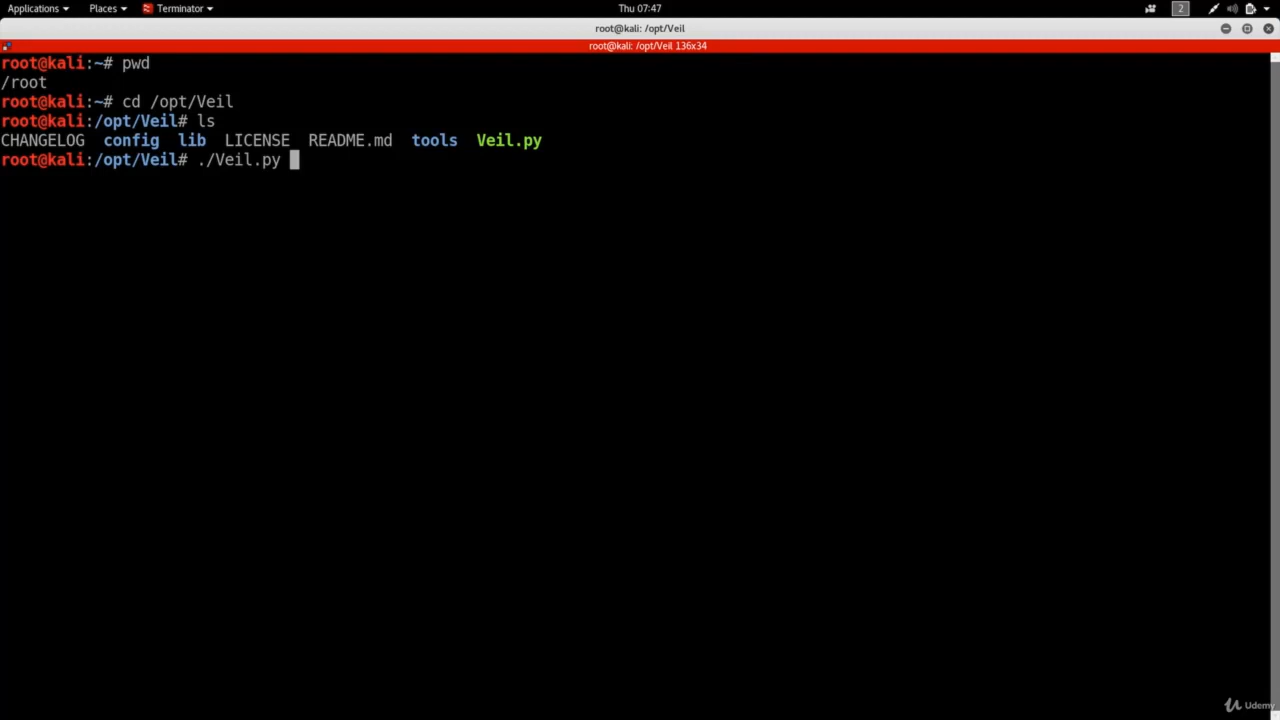 Applications Places Terminator Thu 07:47 2
root@kali: /opt/Veil
root@kali: /opt/Veil 136x34
root@kali:~# pwd
/root
root@kali:~# cd /opt/Veil
root@kali:/opt/Veil# ls
CHANGELOG config lib LICENSE README.md tools Veil.py
root@kali:/opt/Veil# ./Veil.py
Udemy